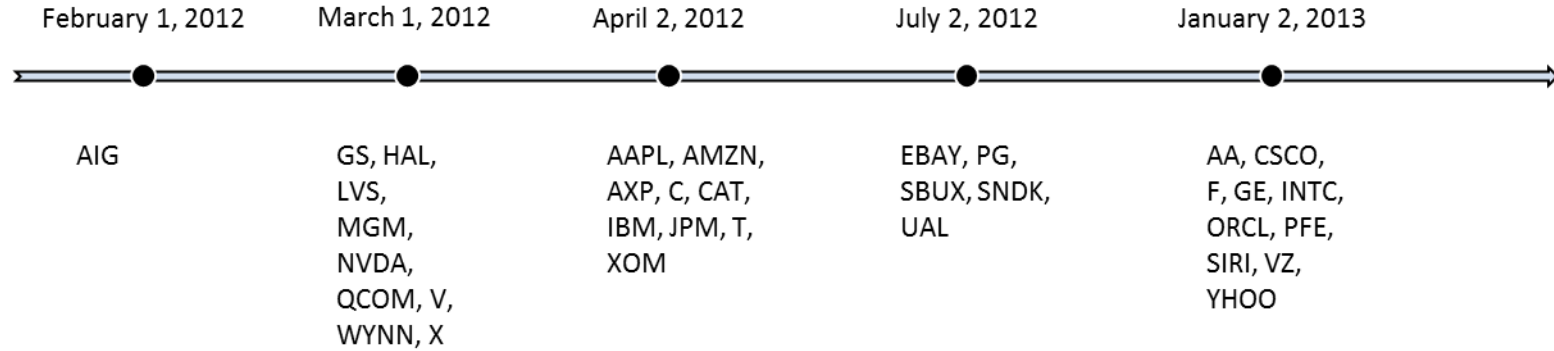 February 1, 2012
March 1, 2012
April 2, 2012
July 2, 2012
January 2, 2013
AIG
GS, HAL,
LVS,
MGM,
NVDA,
QCOM, V,
WYNN, X
AAPL, AMZN,
AXP, C, CAT,
IBM, JPM, T,
XOM
EBAY, PG,
SBUX, SNDK,
UAL
AA, CSCO,
F, GE, INTC,
ORCL, PFE,
SIRI, VZ,
YHOO